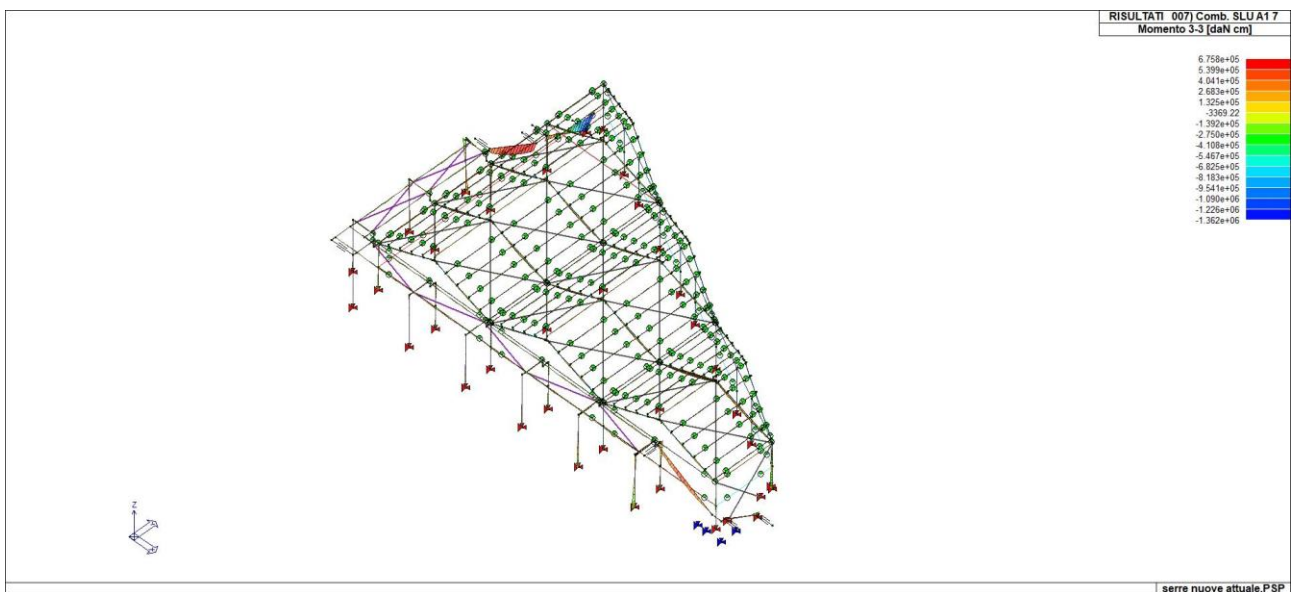 RISULTATI 007) Comb. SLU A1 7
Momento 3-3 [daN cm]
6.758e+05
5.399e+05
4.041e+05
2.683e+05
1.325e+05
-3369.22
-1.392e+05
-2.750e+05
-4.108e+05
-5.467e+05
-6.825e+05
-8.183e+05
-9.541e+05
-1.090e+06
-1.226e+06
-1.362e+06
Z
serre nuove attuale.PSP